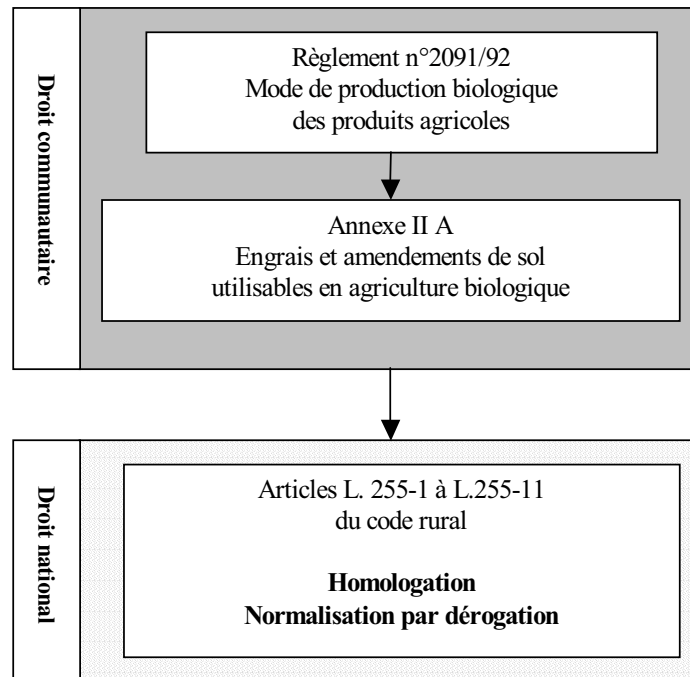 Droit communautaire
Règlement n°2091/92
Mode de production biologique
des produits agricoles
Annexe II A
Engrais et amendements de sol
utilisables en agriculture biologique
Droit national
Articles L. 255-1 à L.255-11
du code rural
Homologation
Normalisation par dérogation